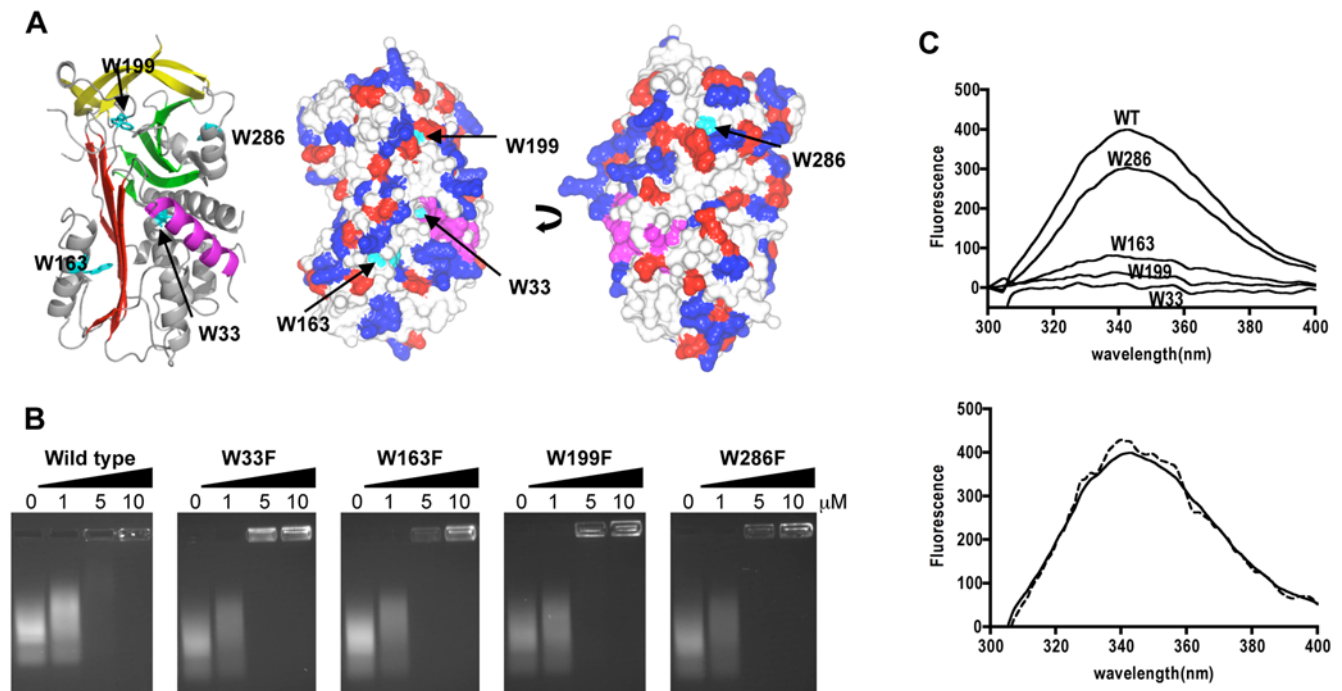 A
W199
W286
W163
W33
W199
W33
W163
W286
B
Wild type
0 1 5 10
W33F
0 1 5 10
W163F
0 1 5 10
W199F
0 1 5 10
W286F
0 1 5 10 μM
C
500
400
300
200
100
0
Fluorescence
WT
W286
W163
W199
W33
300 320 340 360 380 400
wavelength(nm)
500
400
300
200
100
0
Fluorescence
300 320 340 360 380 400
wavelength(nm)